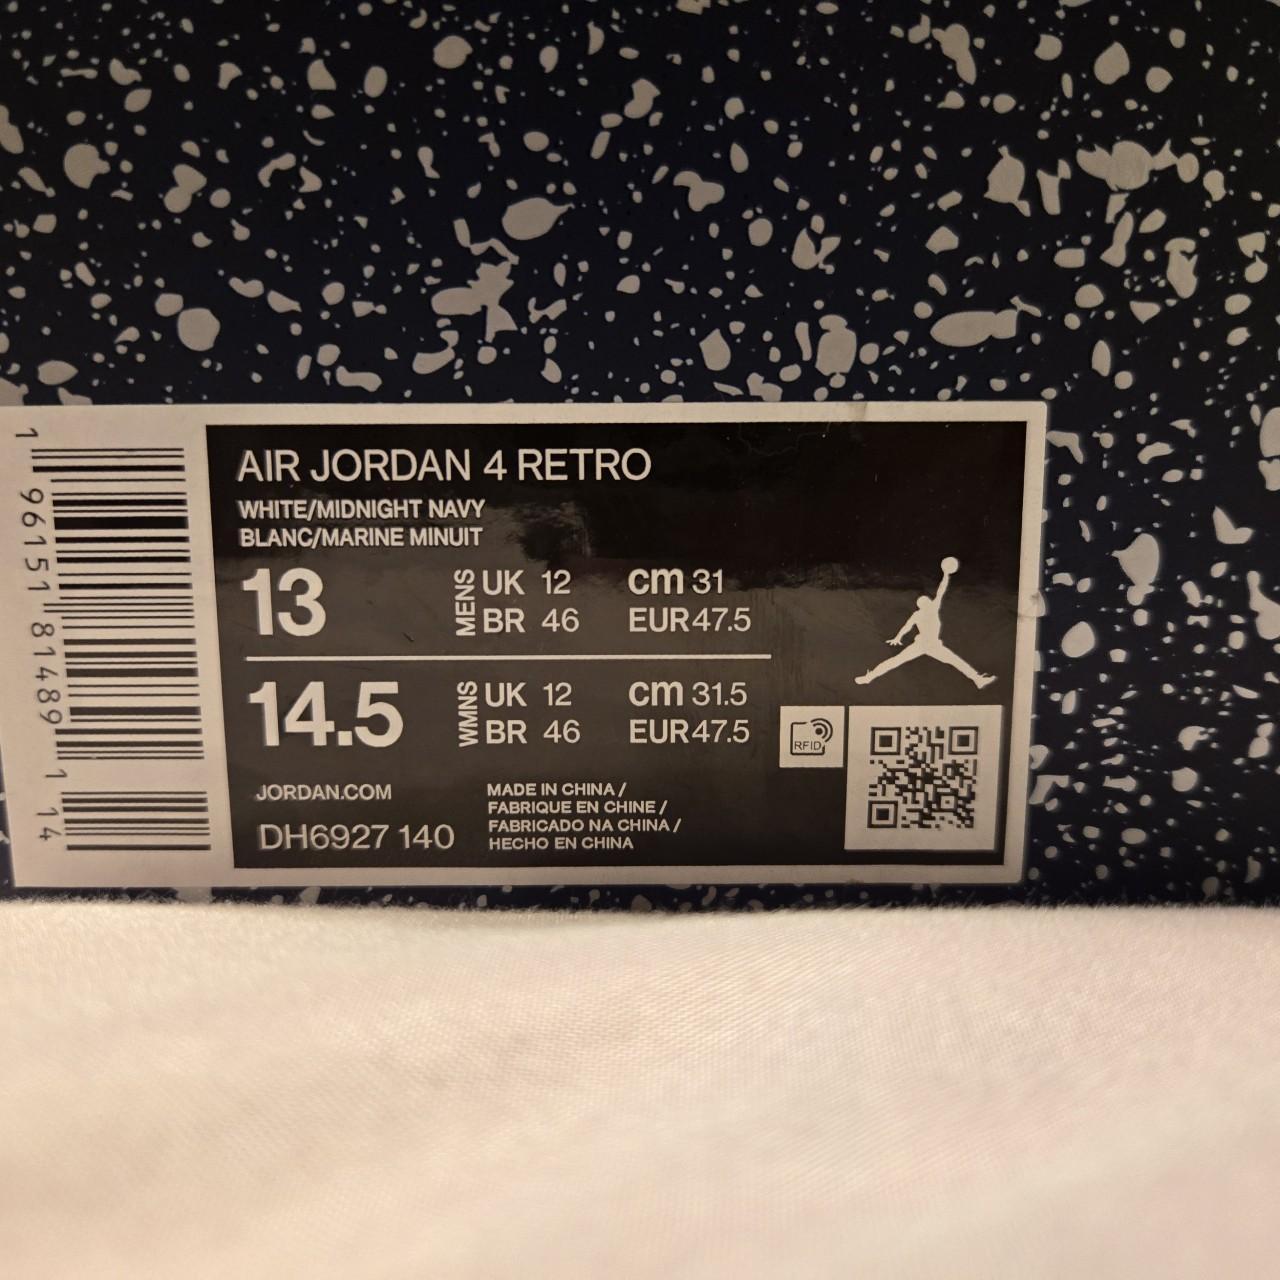 AIR JORDAN 4 RETRO
WHITE/MIDNIGHT NAVY
BLANC/MARINE MINUIT
13 MENS UK 12 cm 31
BR 46 EUR 47.5
14.5 WMNS UK 12 cm 31.5
BR 46 EUR 47.5
JORDAN.COM
DH6927 140
MADE IN CHINA /
FABRIQUE EN CHINE /
FABRICADO NA CHINA /
HECHO EN CHINA
RFID
1 96151 81489 1 14